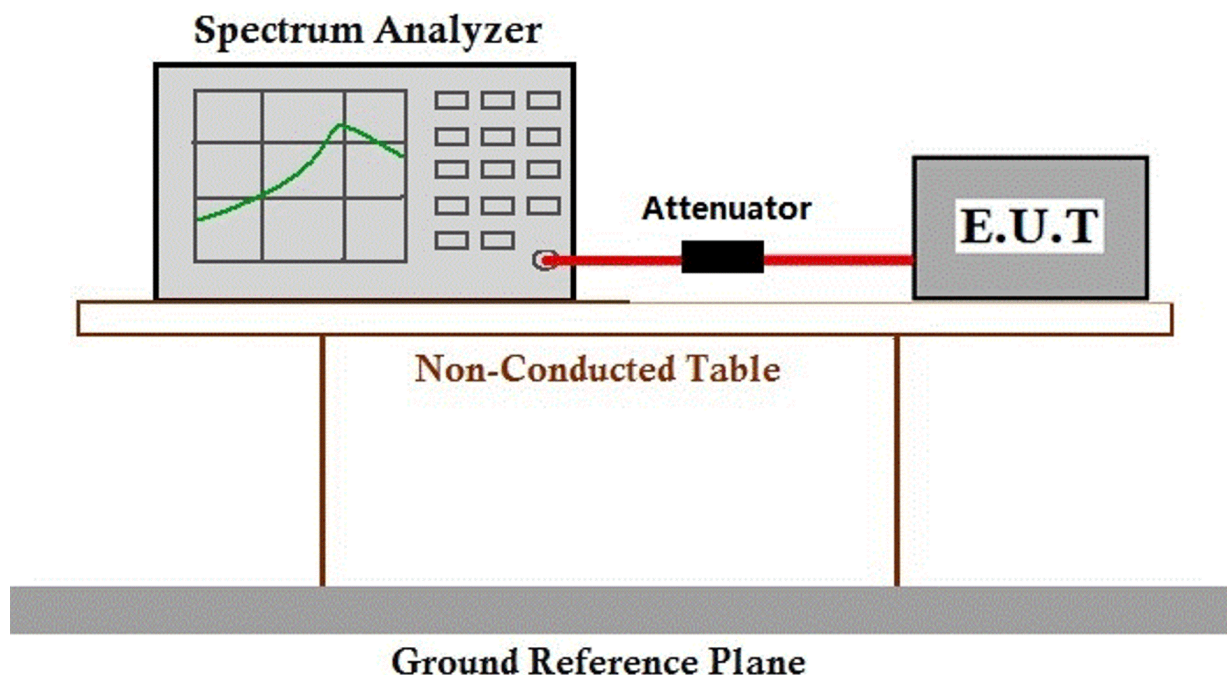 Spectrum Analyzer
Attenuator
E.U.T
Non-Conducted Table
Ground Reference Plane